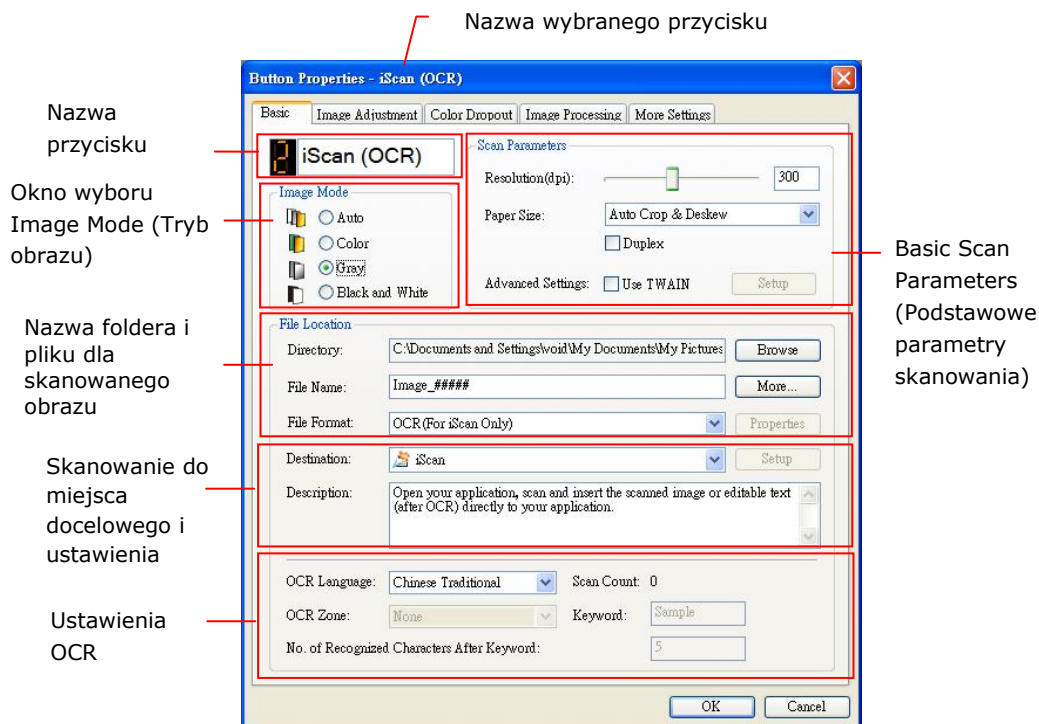 Nazwa wybranego przycisku
Button Properties - iScan (OCR)
Basic Image Adjustment Color Dropout Image Processing More Settings
Nazwa
przycisku
2 iScan (OCR)
Okno wyboru
Image Mode (Tryb
obrazu)
Image Mode
Auto
Color
Gray
Black and White
Scan Parameters
Resolution(dpi): 300
Paper Size: Auto Crop & Deskew
Duplex
Advanced Settings: Use TWAIN Setup
Basic Scan
Parameters
(Podstawowe
parametry
skanowania)
Nazwa foldera i
pliku dla
skanowanego
obrazu
File Location
Directory: C:\Documents and Settings\void\My Documents\My Pictures Browse
File Name: Image_##### More...
File Format: OCR(For iScan Only) Properties
Skanowanie do
miejsca
docelowego i
ustawienia
Destination: iScan Setup
Description: Open your application, scan and insert the scanned image or editable text
(after OCR) directly to your application.
Ustawienia
OCR
OCR Language: Chinese Traditional Scan Count: 0
OCR Zone: None Keyword: Sample
No. of Recognized Characters After Keyword: 5
OK Cancel